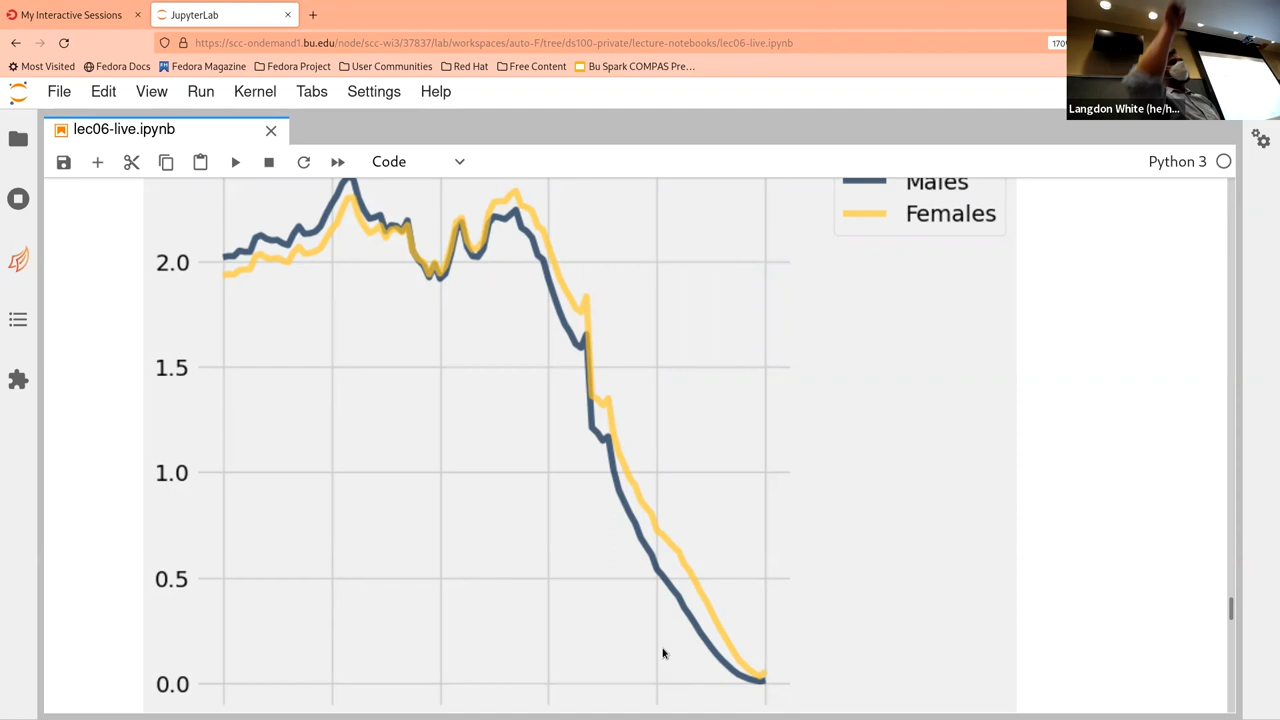 My Interactive Sessions
JupyterLab
https://scc-ondemand1.bu.edu/node/scc-wi3/37837/lab/workspaces/auto-F/tree/ds100-private/lecture-notebooks/lec06-live.ipynb
170
Most Visited
Fedora Docs
Fedora Magazine
Fedora Project
User Communities
Red Hat
Free Content
Bu Spark COMPAS Pre…
Langdon White (he/h...
File
Edit
View
Run
Kernel
Tabs
Settings
Help
lec06-live.ipynb
Code
Python 3
Males
Females
2.0
1.5
1.0
0.5
0.0